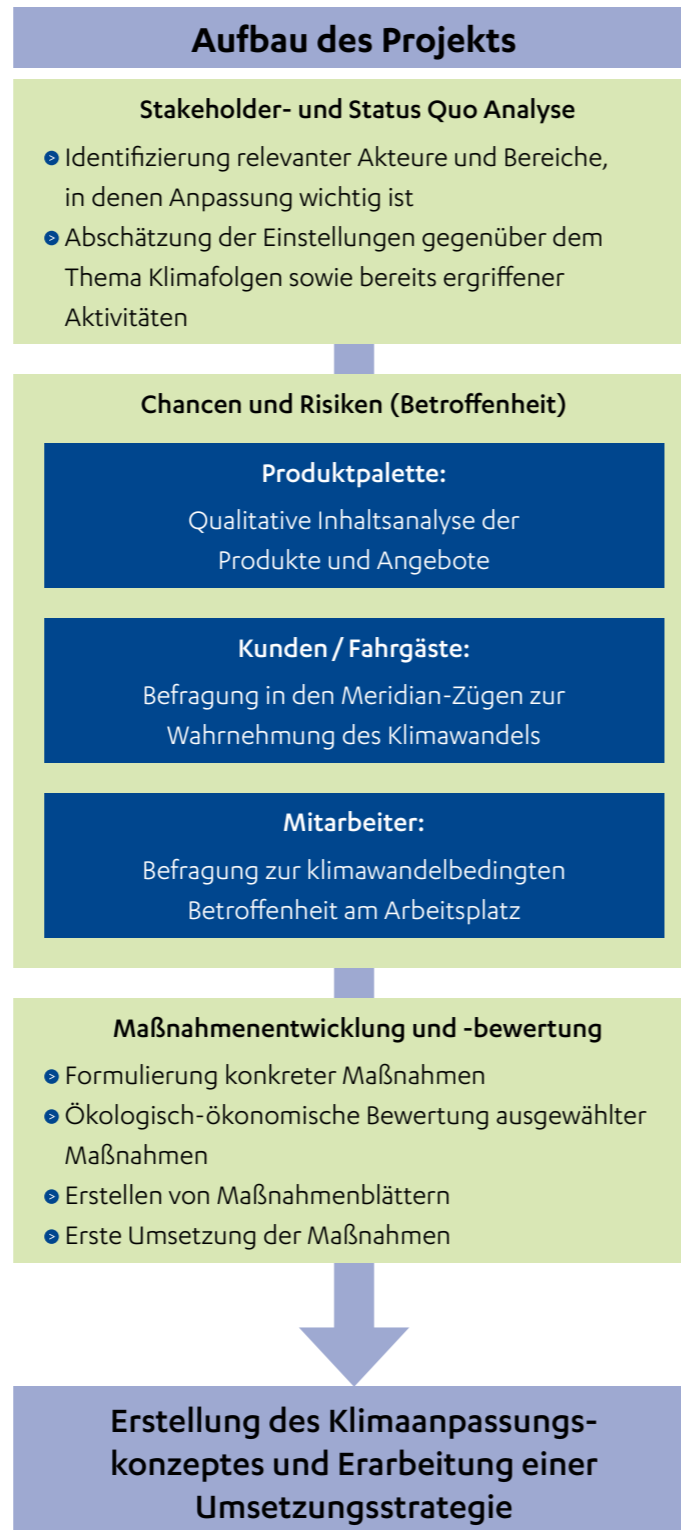 Aufbau des Projekts
Stakeholder- und Status Quo Analyse
Identifizierung relevanter Akteure und Bereiche,
in denen Anpassung wichtig ist
Abschätzung der Einstellungen gegenüber dem
Thema Klimafolgen sowie bereits ergriffener
Aktivitäten
Chancen und Risiken (Betroffenheit)
Produktpalette:
Qualitative Inhaltsanalyse der
Produkte und Angebote
Kunden / Fahrgäste:
Befragung in den Meridian-Zügen zur
Wahrnehmung des Klimawandels
Mitarbeiter:
Befragung zur klimawandelbedingten
Betroffenheit am Arbeitsplatz
Maßnahmenentwicklung und -bewertung
Formulierung konkreter Maßnahmen
Ökologisch-ökonomische Bewertung ausgewählter
Maßnahmen
Erstellen von Maßnahmenblättern
Erste Umsetzung der Maßnahmen
Erstellung des Klimaanpassungs-
konzeptes und Erarbeitung einer
Umsetzungsstrategie